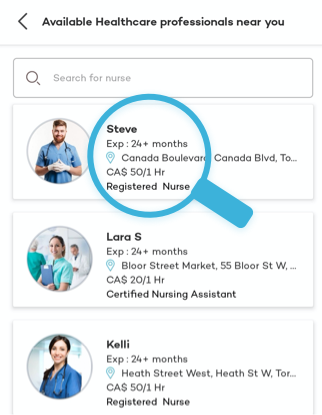 Available Healthcare professionals near you
Search for nurse
Steve
Exp : 24+ months
Canada Boulevard, Canada Blvd, To...
CA$ 50/1 Hr
Registered Nurse
Lara S
Exp : 24+ months
Bloor Street Market, 55 Bloor St W, ...
CA$ 20/1 Hr
Certified Nursing Assistant
Kelli
Exp : 24+ months
Heath Street West, Heath St W, Tor...
CA$ 50/1 Hr
Registered Nurse